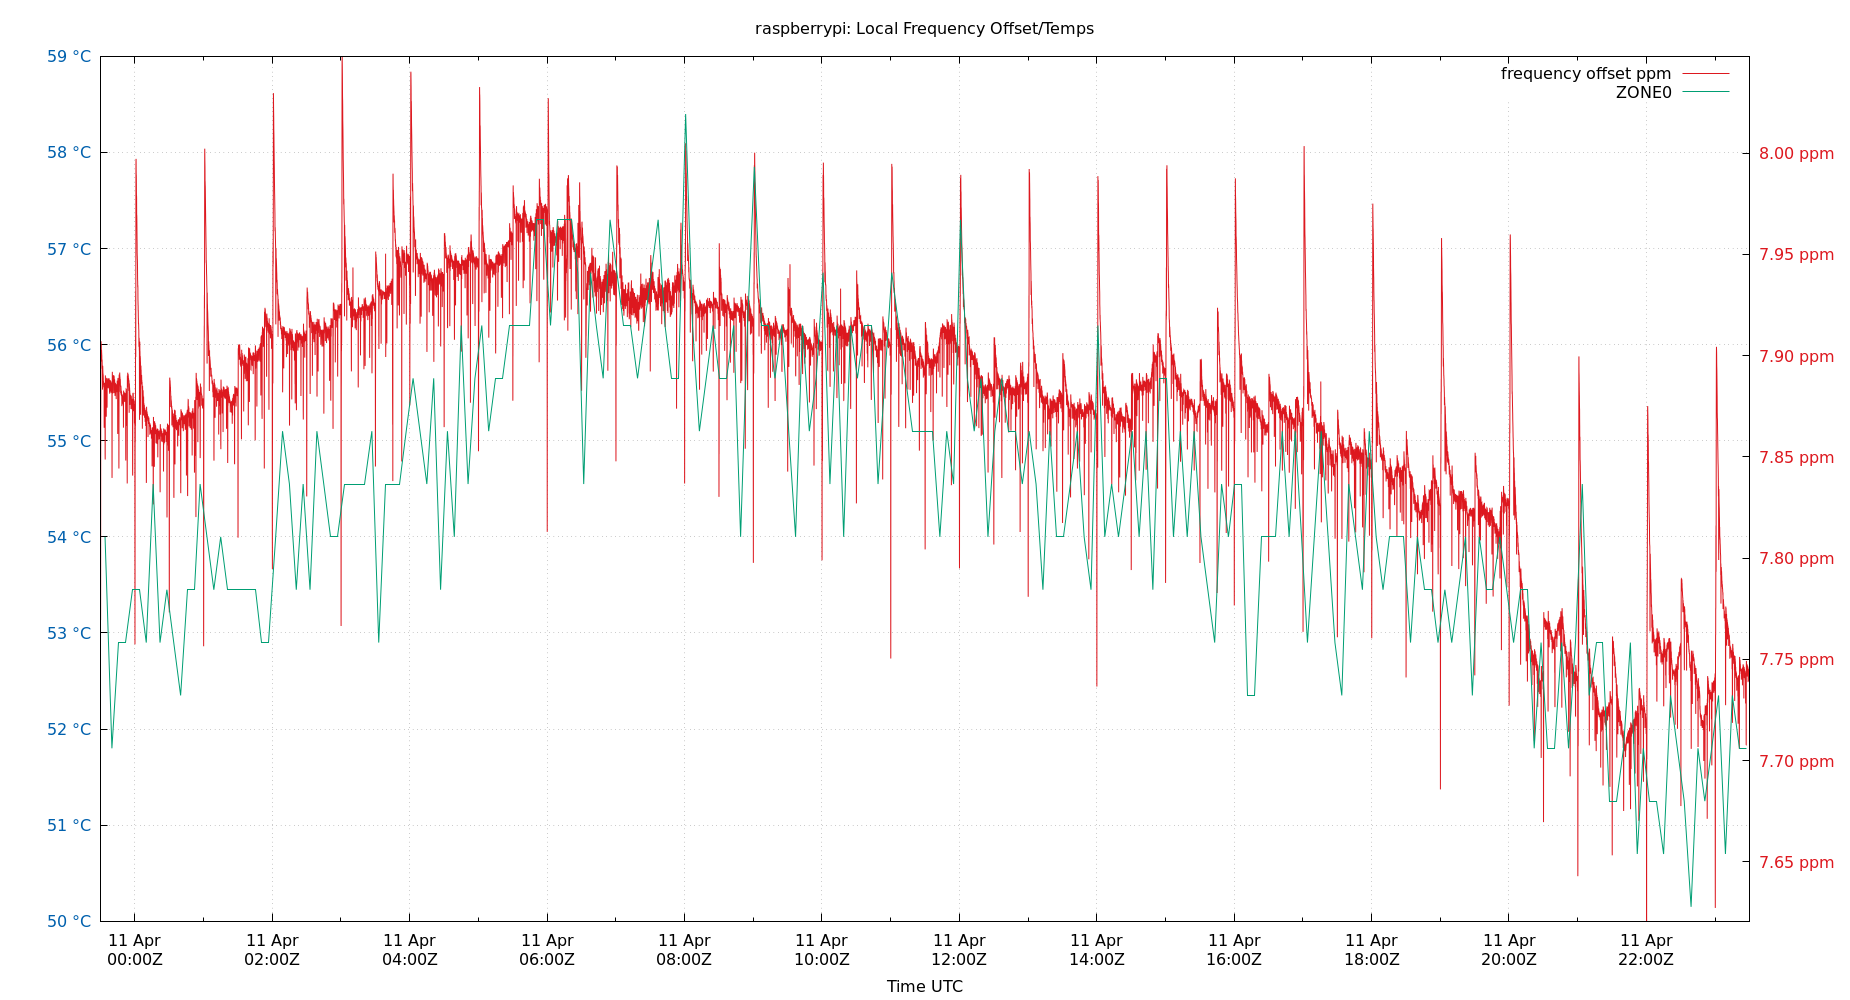 raspberrypi: Local Frequency Offset/Temps
59 °C
58 °C
57 °C
56 °C
55 °C
54 °C
53 °C
52 °C
51 °C
50 °C
frequency offset ppm
ZONE0
8.00 ppm
7.95 ppm
7.90 ppm
7.85 ppm
7.80 ppm
7.75 ppm
7.70 ppm
7.65 ppm
11 Apr 11 Apr 11 Apr 11 Apr 11 Apr 11 Apr 11 Apr 11 Apr 11 Apr 11 Apr 11 Apr 11 Apr
00:00Z 02:00Z 04:00Z 06:00Z 08:00Z 10:00Z 12:00Z 14:00Z 16:00Z 18:00Z 20:00Z 22:00Z
Time UTC